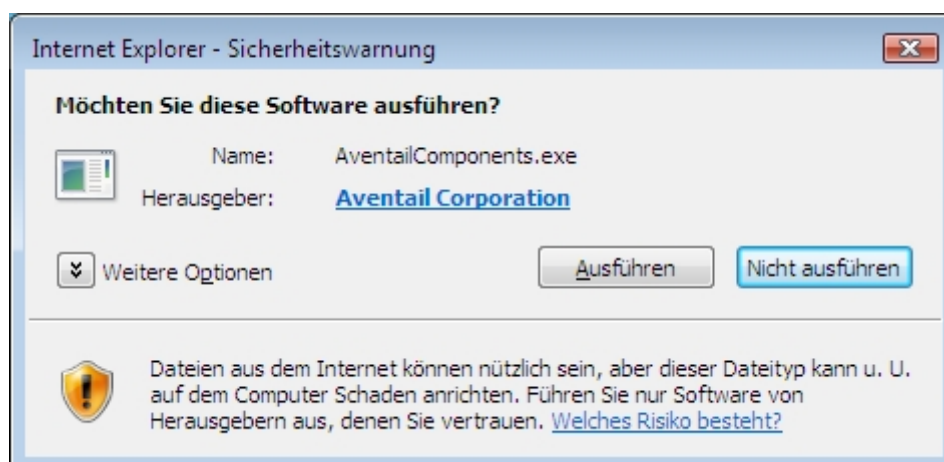 Internet Explorer - Sicherheitswarnung
Möchten Sie diese Software ausführen?
Name: AventailComponents.exe
Herausgeber: Aventail Corporation
Weitere Optionen Ausführen Nicht ausführen
Dateien aus dem Internet können nützlich sein, aber dieser Dateityp kann u. U.
auf dem Computer Schaden anrichten. Führen Sie nur Software von
Herausgebern aus, denen Sie vertrauen. Welches Risiko besteht?